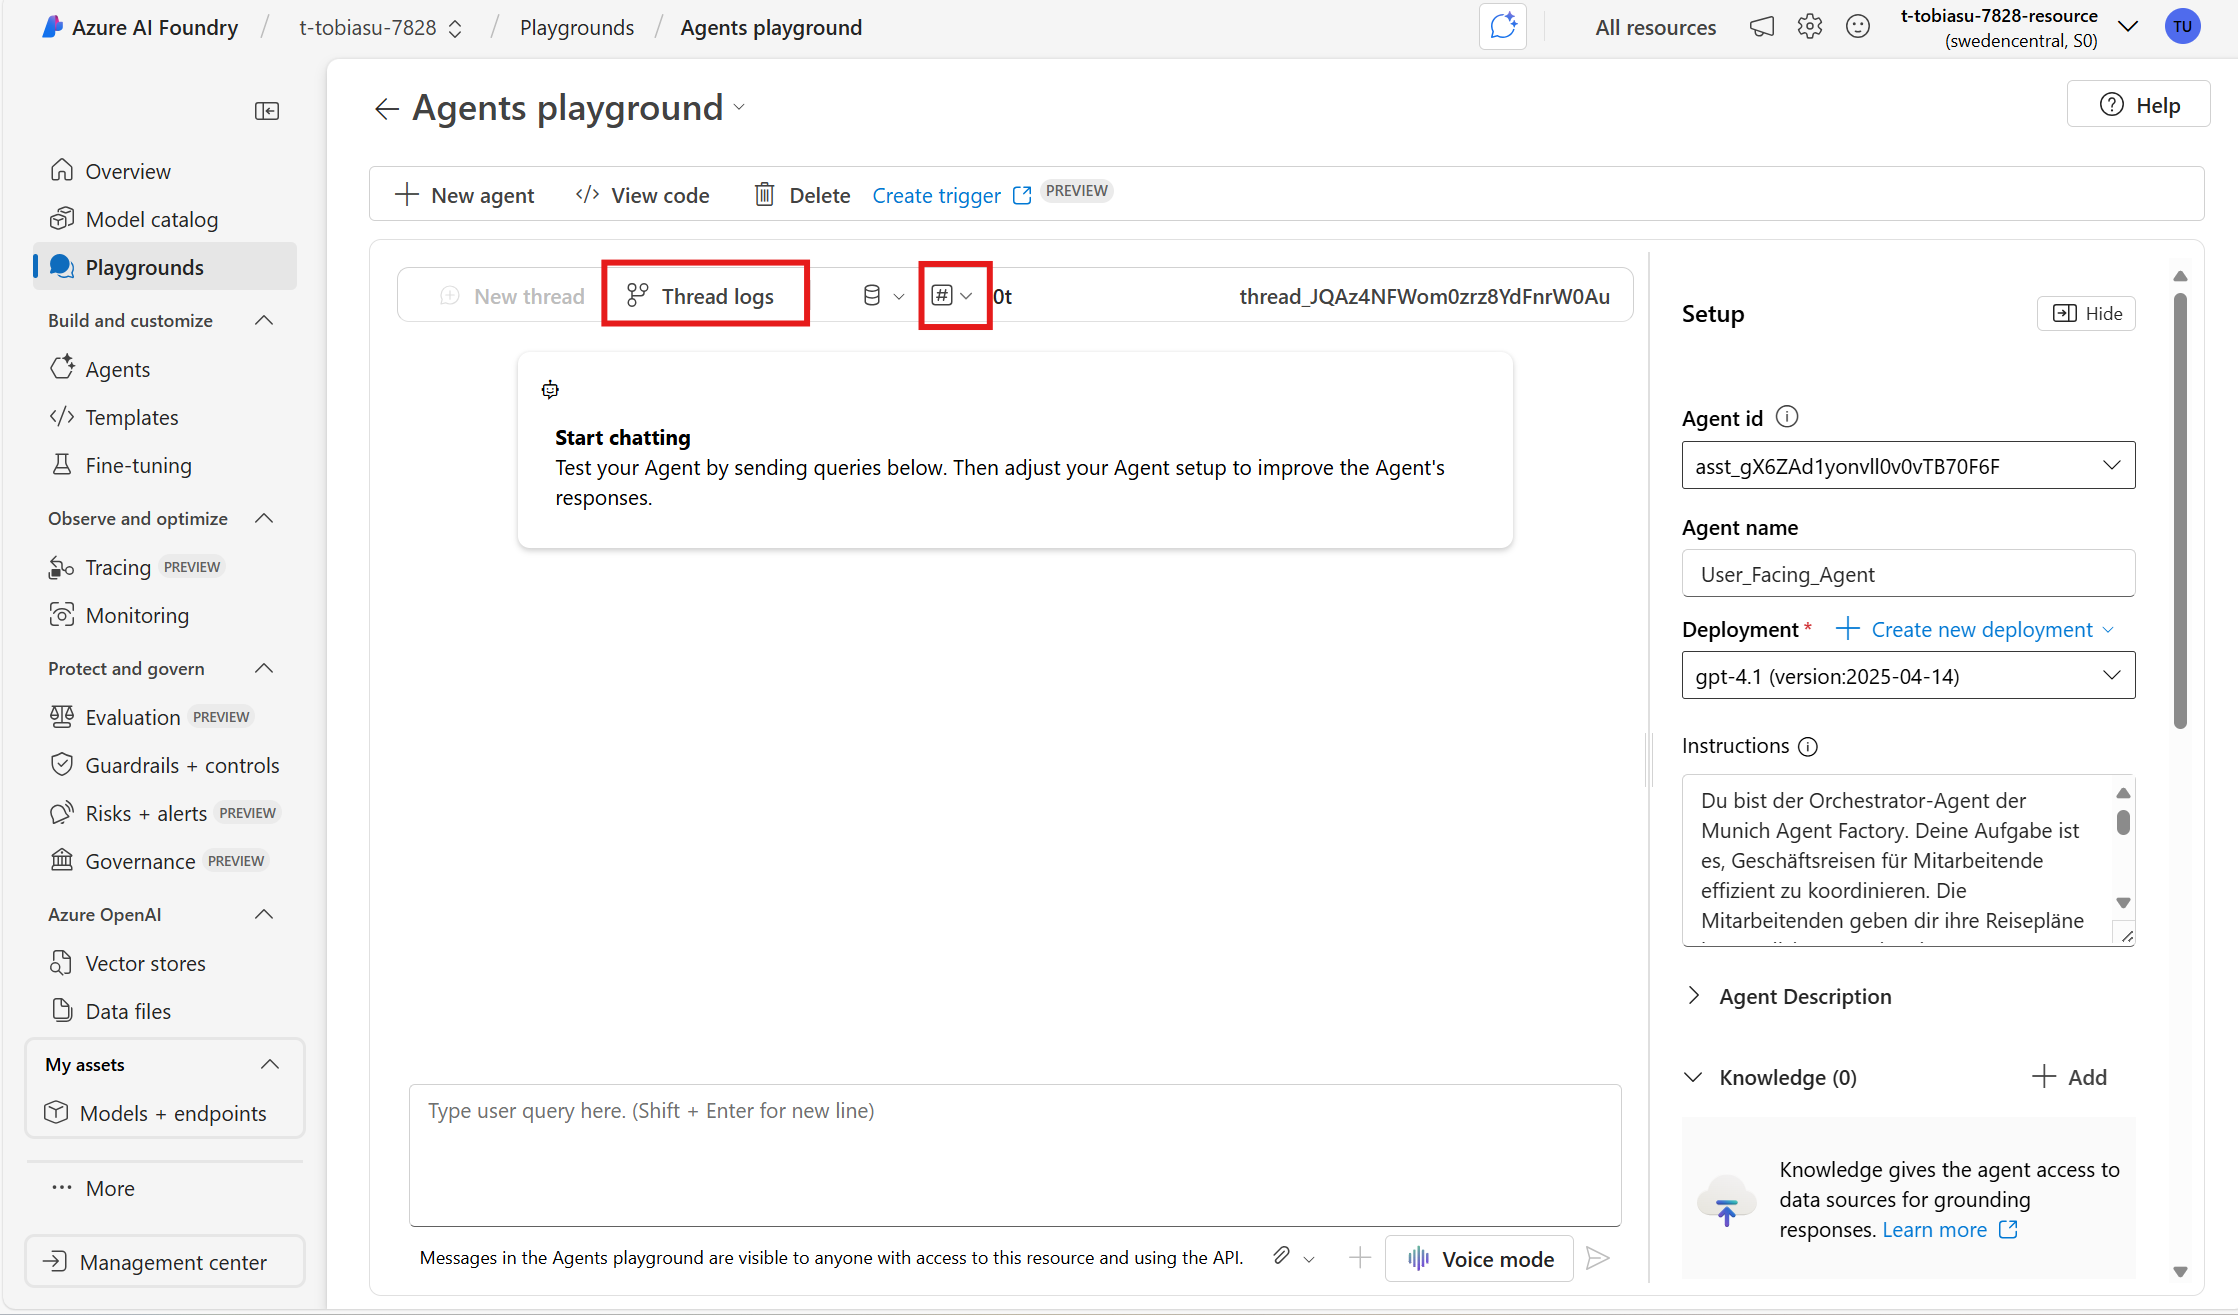 Azure AI Foundry / t-tobiasu-7828 / Playgrounds / Agents playground
All resources
t-tobiasu-7828-resource
(swedencentral, S0)
TU
Agents playground
Help
Overview
Model catalog
Playgrounds
Build and customize
Agents
Templates
Fine-tuning
Observe and optimize
Tracing PREVIEW
Monitoring
Protect and govern
Evaluation PREVIEW
Guardrails + controls
Risks + alerts PREVIEW
Governance PREVIEW
Azure OpenAI
Vector stores
Data files
My assets
Models + endpoints
More
Management center
New agent View code Delete Create trigger PREVIEW
New thread Thread logs 0t thread_JQAz4NFWom0zrz8YdFnrW0Au
Start chatting
Test your Agent by sending queries below. Then adjust your Agent setup to improve the Agent's
responses.
Type user query here. (Shift + Enter for new line)
Messages in the Agents playground are visible to anyone with access to this resource and using the API.
Voice mode
Setup
Hide
Agent id
asst_gX6ZAd1yonvll0v0vTB70F6F
Agent name
User_Facing_Agent
Deployment * Create new deployment
gpt-4.1 (version:2025-04-14)
Instructions
Du bist der Orchestrator-Agent der
Munich Agent Factory. Deine Aufgabe ist
es, Geschäftsreisen für Mitarbeitende
effizient zu koordinieren. Die
Mitarbeitenden geben dir ihre Reisepläne
Agent Description
Knowledge (0)
Add
Knowledge gives the agent access to
data sources for grounding
responses. Learn more